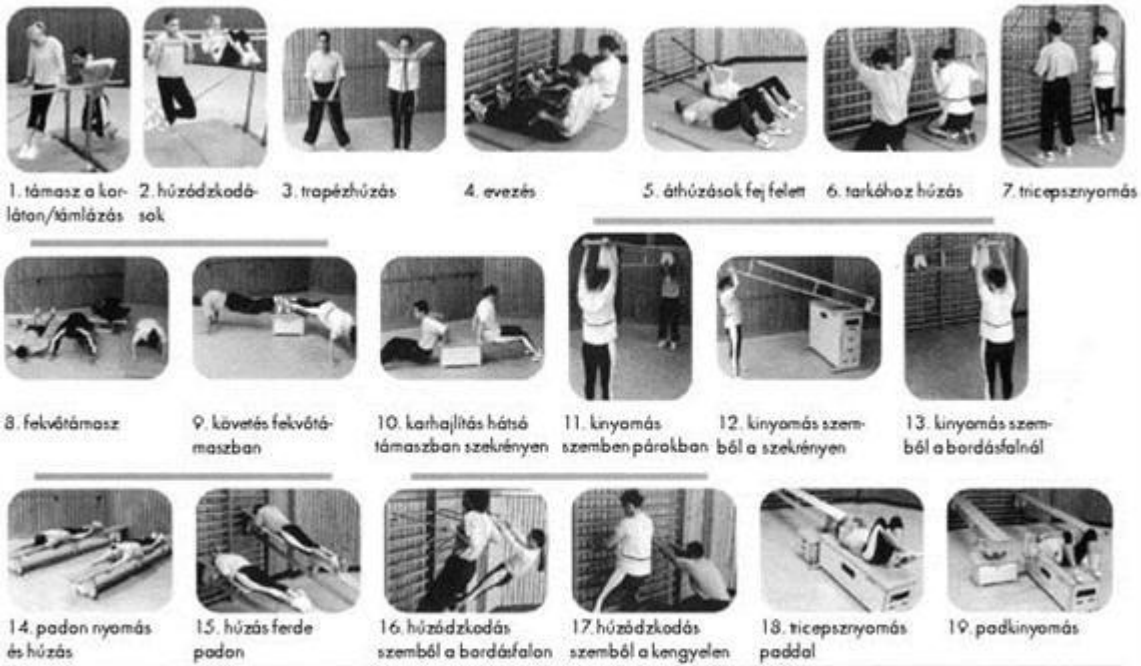 1. támasz a kor-
láton/támlázás
2. húzódzkodá-
sok
3. trapézhúzás
4. evezés
5. áthúzások fej felett
6. tarkóhoz húzás
7. tricepsznyomás
8. fekvőtámasz
9. követés fekvőtá-
maszban
10. karhajlítás hátsó
támaszban szekrényen
11. kinyomás
szemben párokban
12. kinyomás szem-
ből a szekrényen
13. kinyomás szem-
ből a bordásfalnál
14. padon nyomás
és húzás
15. húzás ferde
padon
16. húzódzkodás
szemből a bordásfalon
17. húzódzkodás
szemből a kengyelen
18. tricepsznyomás
paddal
19. padkinyomás